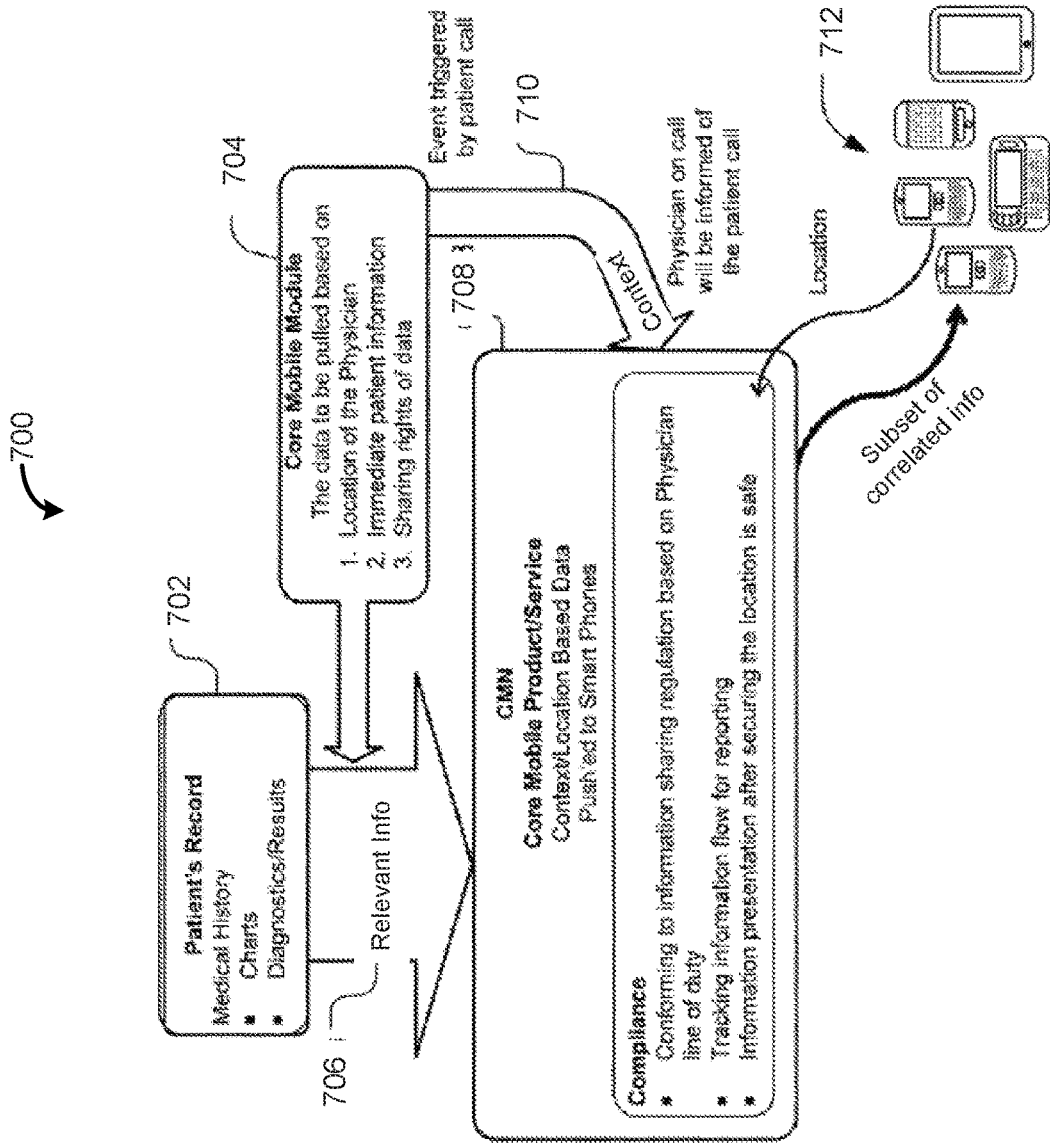 700
702
Patient's Record
Medical History
▪ Charts
▪ Diagnostics/Results
704
Core Mobile Module
The data to be pulled based on
1. Location of the Physician
2. Immediate patient information
3. Sharing rights of data
706
Relevant Info
708
Event triggered
by patient call
710
Context
Physician on call
will be informed of
the patient call
CMN
Core Mobile Product/Service
Context/Location Based Data
Push'ed to Smart Phones
Compliance
▪ Conforming to information sharing regulation based on Physician
line of duty
▪ Tracking information flow for reporting
▪ Information presentation after securing the location is safe
Location
712
Subset of
correlated info